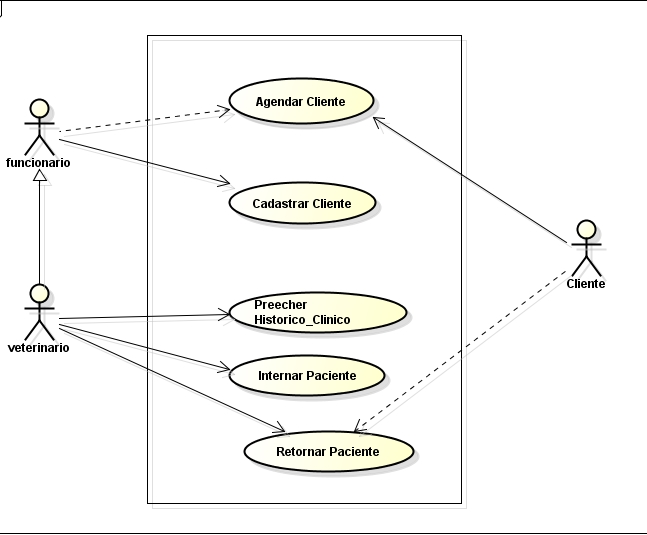 Agendar Cliente
funcionario
Cadastrar Cliente
Cliente
Preecher
Historico_Clinico
veterinario
Internar Paciente
Retornar Paciente